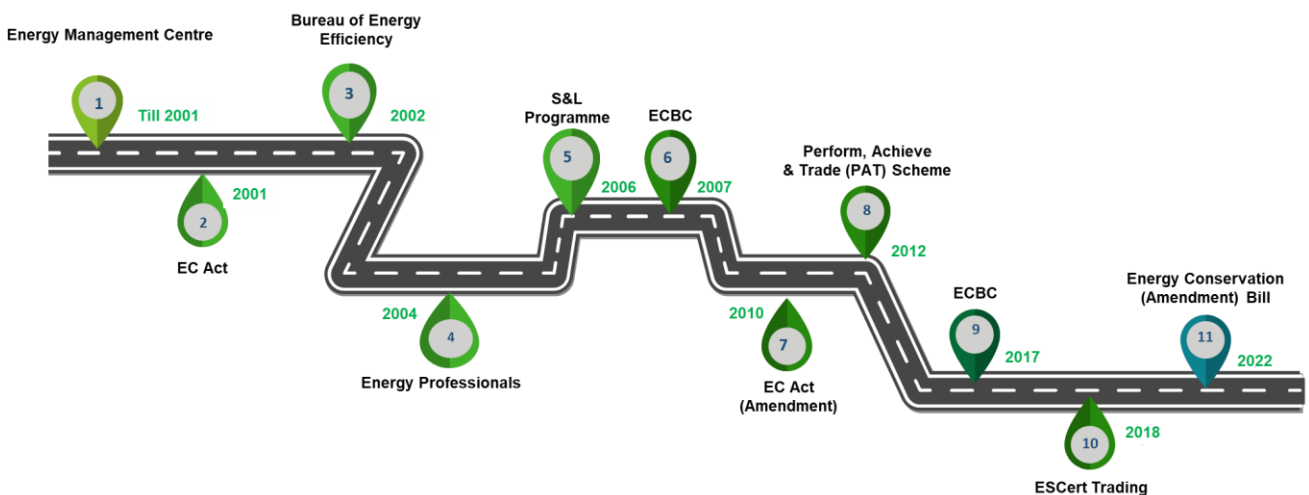 Energy Management Centre
1
Till 2001
2
2001
EC Act
Bureau of Energy
Efficiency
3
2002
2004
4
Energy Professionals
S&L
Programme
5
2006
ECBC
6
2007
2010
7
EC Act
(Amendment)
Perform, Achieve
& Trade (PAT) Scheme
8
2012
ECBC
9
2017
10
2018
ESCert Trading
Energy Conservation
(Amendment) Bill
11
2022